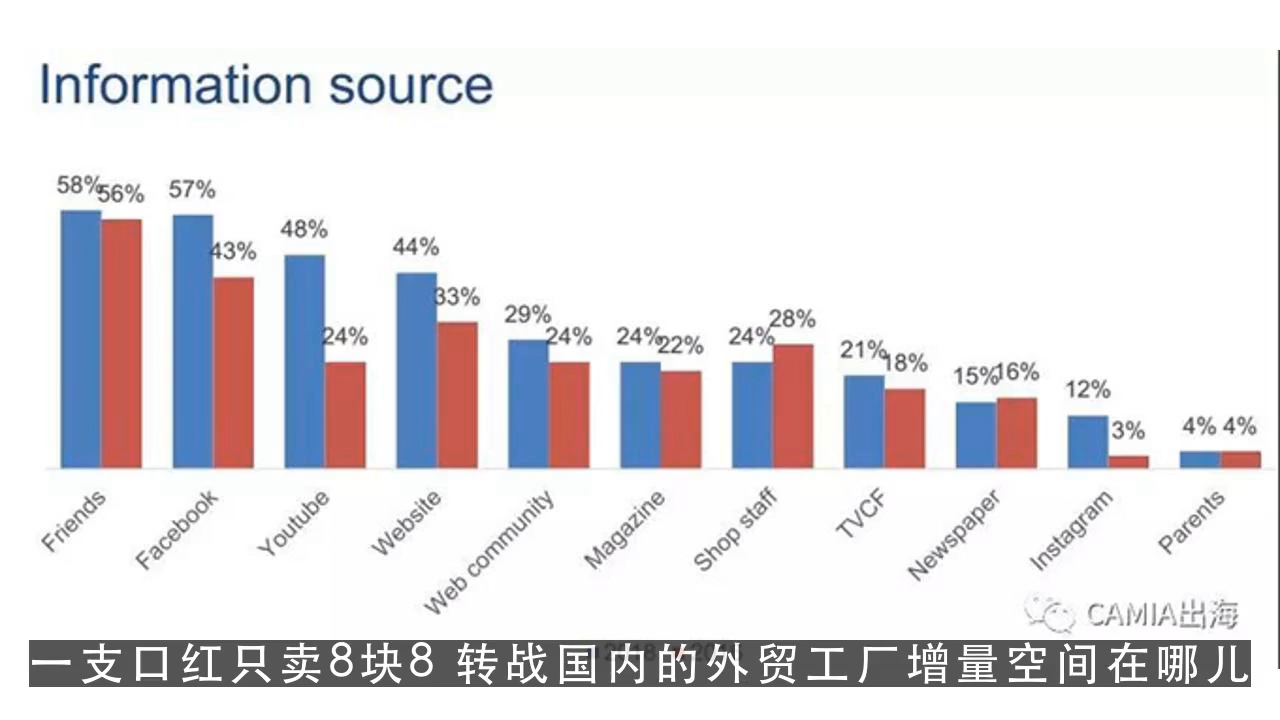 Information source
58% 56% 57% 43% 48% 24% 44% 33% 29% 24% 24% 22% 24% 28% 21% 18% 15% 16% 12% 3% 4% 4%
Friends Facebook Youtube Website Web community Magazine Shop staff TVCF Newspaper Instagram Parents
CAMIA出海
一支口红只卖8块8 转战国内的外贸工厂增量空间在哪儿